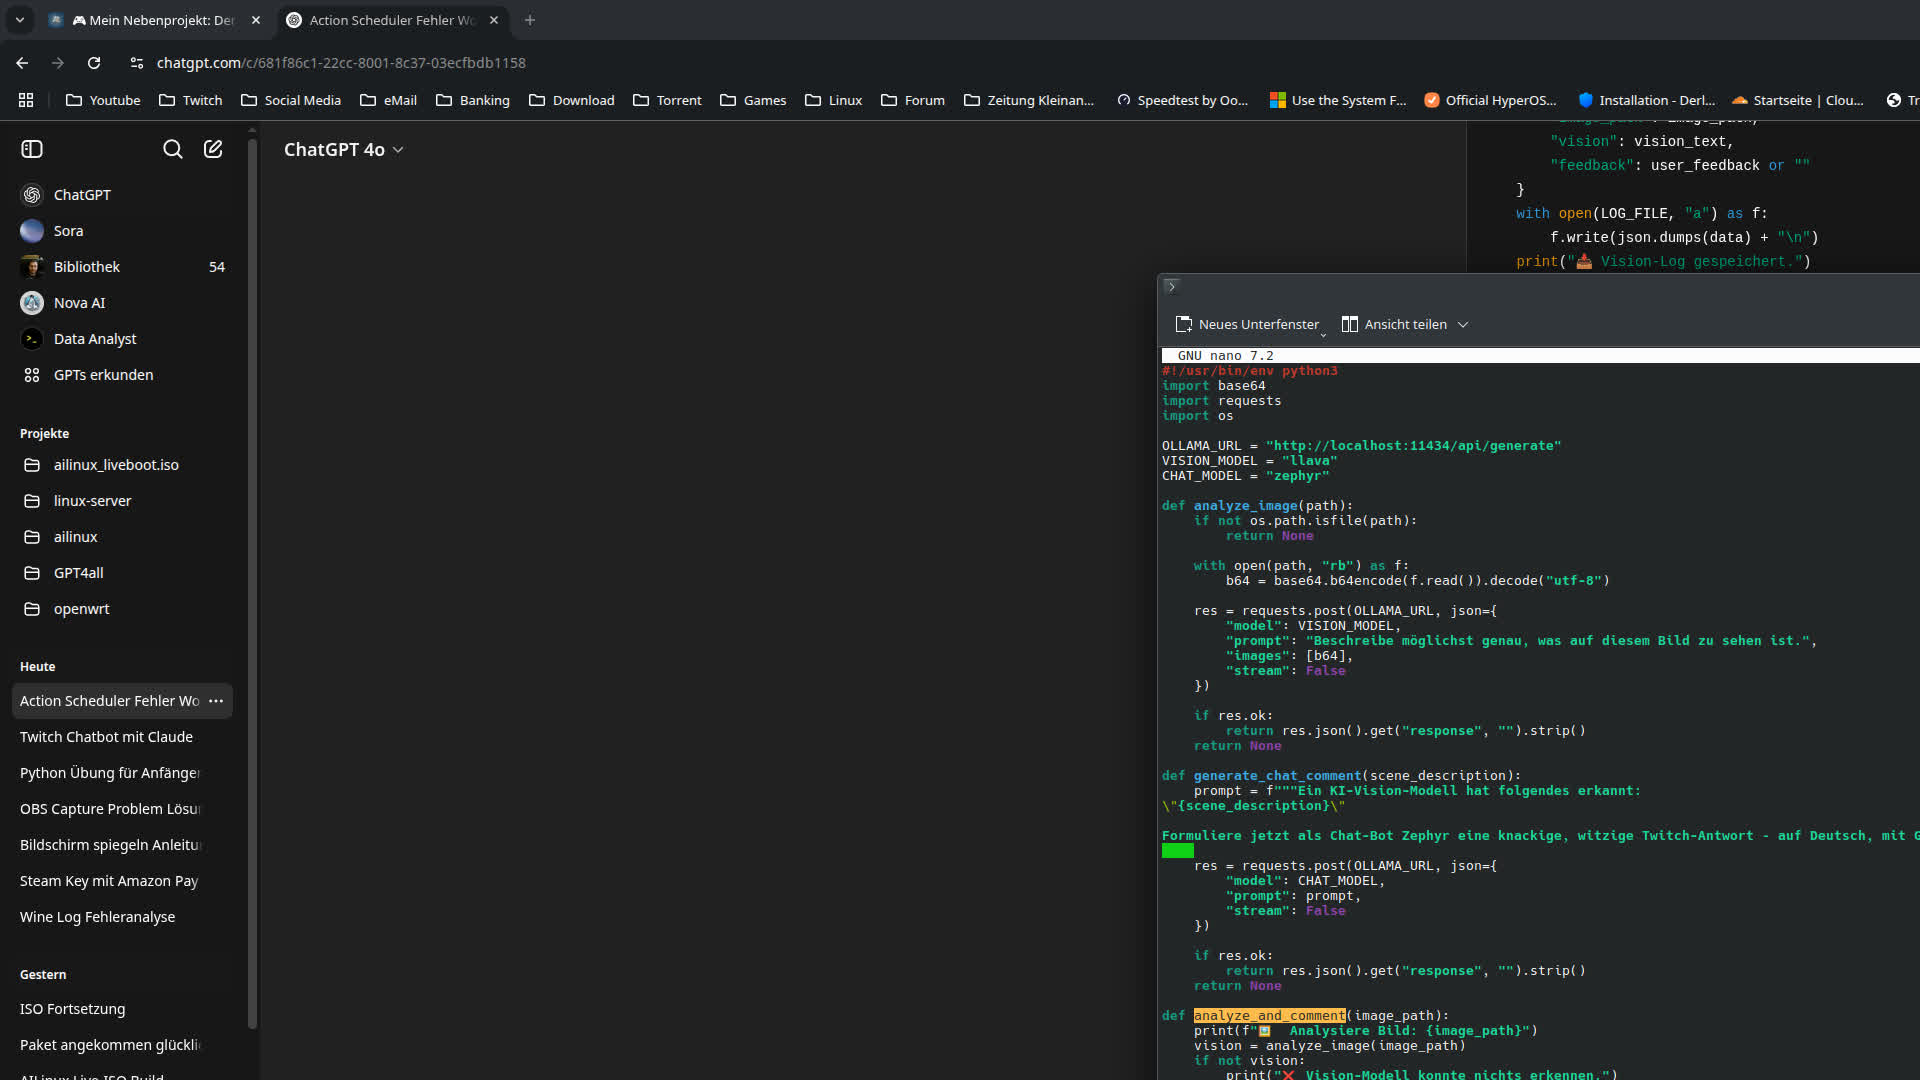 🎮 Mein Nebenprojekt: De
Action Scheduler Fehler Wo
chatgpt.com/c/681f86c1-22cc-8001-8c37-03ecfbdb1158
Youtube Twitch Social Media eMail Banking Download Torrent Games Linux Forum Zeitung Kleinan... Speedtest by Oo... Use the System F... Official HyperOS... Installation - Derl... Startseite | Clou... Tr
ChatGPT
Sora
Bibliothek 54
Nova AI
Data Analyst
GPTs erkunden
Projekte
ailinux_liveboot.iso
linux-server
ailinux
GPT4all
openwrt
Heute
Action Scheduler Fehler Wo
Twitch Chatbot mit Claude
Python Übung für Anfänger
OBS Capture Problem Lösu
Bildschirm spiegeln Anleitu
Steam Key mit Amazon Pay
Wine Log Fehleranalyse
Gestern
ISO Fortsetzung
Paket angekommen glückli
AILinux Live ISO Build
ChatGPT 4o
"image_path": image_path,
"vision": vision_text,
"feedback": user_feedback or ""
}
with open(LOG_FILE, "a") as f:
f.write(json.dumps(data) + "\n")
print("📥 Vision-Log gespeichert.")
Neues Unterfenster Ansicht teilen
GNU nano 7.2
#!/usr/bin/env python3
import base64
import requests
import os
OLLAMA_URL = "http://localhost:11434/api/generate"
VISION_MODEL = "llava"
CHAT_MODEL = "zephyr"
def analyze_image(path):
if not os.path.isfile(path):
return None
with open(path, "rb") as f:
b64 = base64.b64encode(f.read()).decode("utf-8")
res = requests.post(OLLAMA_URL, json={
"model": VISION_MODEL,
"prompt": "Beschreibe möglichst genau, was auf diesem Bild zu sehen ist.",
"images": [b64],
"stream": False
})
if res.ok:
return res.json().get("response", "").strip()
return None
def generate_chat_comment(scene_description):
prompt = f"""Ein KI-Vision-Modell hat folgendes erkannt:
\"{scene_description}\"
Formuliere jetzt als Chat-Bot Zephyr eine knackige, witzige Twitch-Antwort - auf Deutsch, mit G
res = requests.post(OLLAMA_URL, json={
"model": CHAT_MODEL,
"prompt": prompt,
"stream": False
})
if res.ok:
return res.json().get("response", "").strip()
return None
def analyze_and_comment(image_path):
print(f"🖼️ Analysiere Bild: {image_path}")
vision = analyze_image(image_path)
if not vision:
print("❌ Vision-Modell konnte nichts erkennen.")